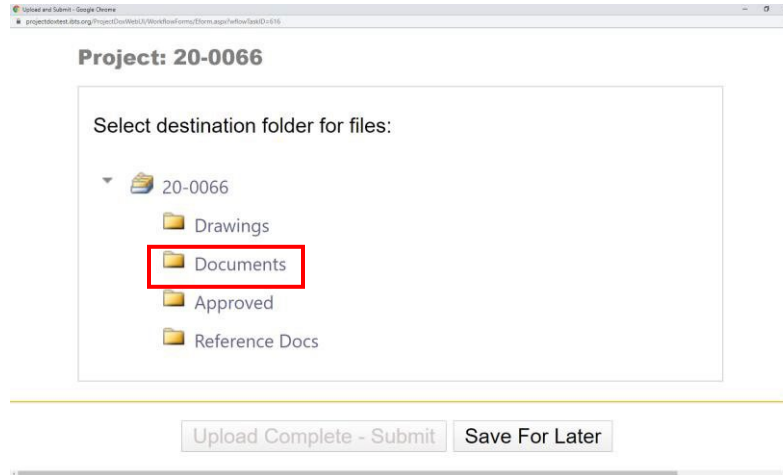 Upload and Submit - Google Chrome
projectdoxtest.ibts.org/ProjectDoxWebUI/WorkflowForms/Eform.aspx?wflowTaskID=616
Project: 20-0066
Select destination folder for files:
20-0066
Drawings
Documents
Approved
Reference Docs
Upload Complete - Submit
Save For Later